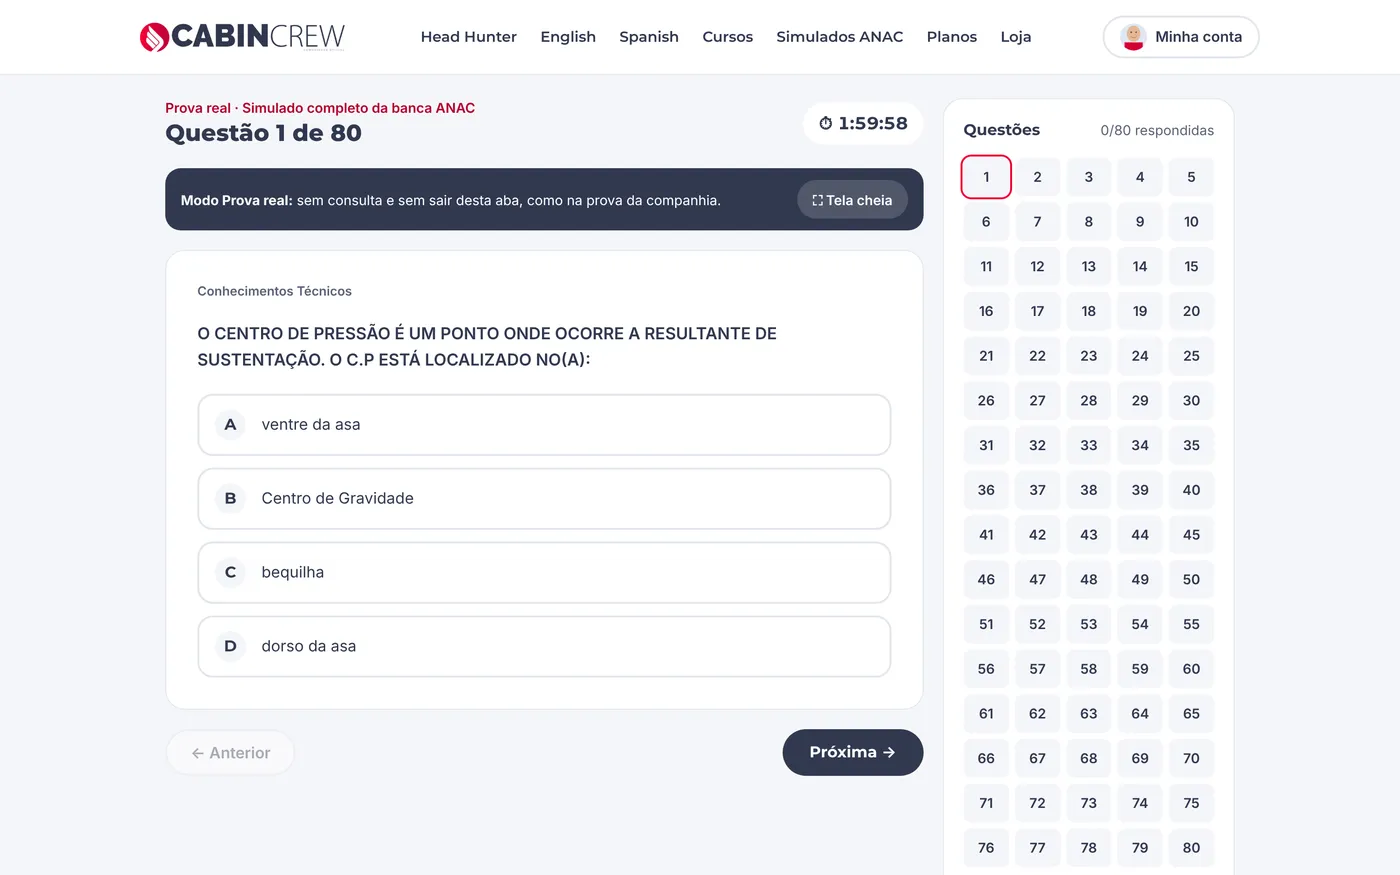 CABINCREW
Head Hunter
English
Spanish
Cursos
Simulados ANAC
Planos
Loja
Minha conta
Prova real · Simulado completo da banca ANAC
Questão 1 de 80
1:59:58
Modo Prova real: sem consulta e sem sair desta aba, como na prova da companhia.
Tela cheia
Conhecimentos Técnicos
O CENTRO DE PRESSÃO É UM PONTO ONDE OCORRE A RESULTANTE DE
SUSTENTAÇÃO. O C.P ESTÁ LOCALIZADO NO(A):
A ventre da asa
B Centro de Gravidade
C bequilha
D dorso da asa
← Anterior
Próxima →
Questões
0/80 respondidas
1 2 3 4 5
6 7 8 9 10
11 12 13 14 15
16 17 18 19 20
21 22 23 24 25
26 27 28 29 30
31 32 33 34 35
36 37 38 39 40
41 42 43 44 45
46 47 48 49 50
51 52 53 54 55
56 57 58 59 60
61 62 63 64 65
66 67 68 69 70
71 72 73 74 75
76 77 78 79 80